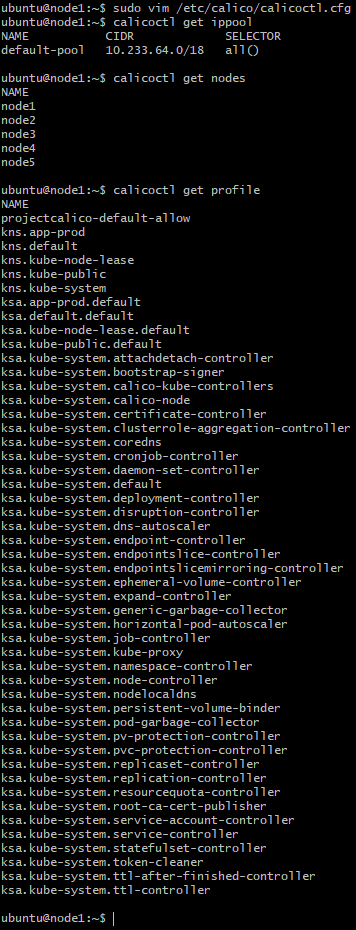 ubuntu@node1:~$ sudo vim /etc/calico/calicoctl.cfg
ubuntu@node1:~$ calicoctl get ippool
NAME CIDR SELECTOR
default-pool 10.233.64.0/18 all()
ubuntu@node1:~$ calicoctl get nodes
NAME
node1
node2
node3
node4
node5
ubuntu@node1:~$ calicoctl get profile
NAME
projectcalico-default-allow
kns.app-prod
kns.default
kns.kube-node-lease
kns.kube-public
kns.kube-system
ksa.app-prod.default
ksa.default.default
ksa.kube-node-lease.default
ksa.kube-public.default
ksa.kube-system.attachdetach-controller
ksa.kube-system.bootstrap-signer
ksa.kube-system.calico-kube-controllers
ksa.kube-system.calico-node
ksa.kube-system.certificate-controller
ksa.kube-system.clusterrole-aggregation-controller
ksa.kube-system.coredns
ksa.kube-system.cronjob-controller
ksa.kube-system.daemon-set-controller
ksa.kube-system.default
ksa.kube-system.deployment-controller
ksa.kube-system.disruption-controller
ksa.kube-system.dns-autoscaler
ksa.kube-system.endpoint-controller
ksa.kube-system.endpointslice-controller
ksa.kube-system.endpointslicemirroring-controller
ksa.kube-system.ephemeral-volume-controller
ksa.kube-system.expand-controller
ksa.kube-system.generic-garbage-collector
ksa.kube-system.horizontal-pod-autoscaler
ksa.kube-system.job-controller
ksa.kube-system.kube-proxy
ksa.kube-system.namespace-controller
ksa.kube-system.node-controller
ksa.kube-system.nodelocaldns
ksa.kube-system.persistent-volume-binder
ksa.kube-system.pod-garbage-collector
ksa.kube-system.pv-protection-controller
ksa.kube-system.pvc-protection-controller
ksa.kube-system.replicaset-controller
ksa.kube-system.replication-controller
ksa.kube-system.resourcequota-controller
ksa.kube-system.root-ca-cert-publisher
ksa.kube-system.service-account-controller
ksa.kube-system.service-controller
ksa.kube-system.statefulset-controller
ksa.kube-system.token-cleaner
ksa.kube-system.ttl-after-finished-controller
ksa.kube-system.ttl-controller
ubuntu@node1:~$